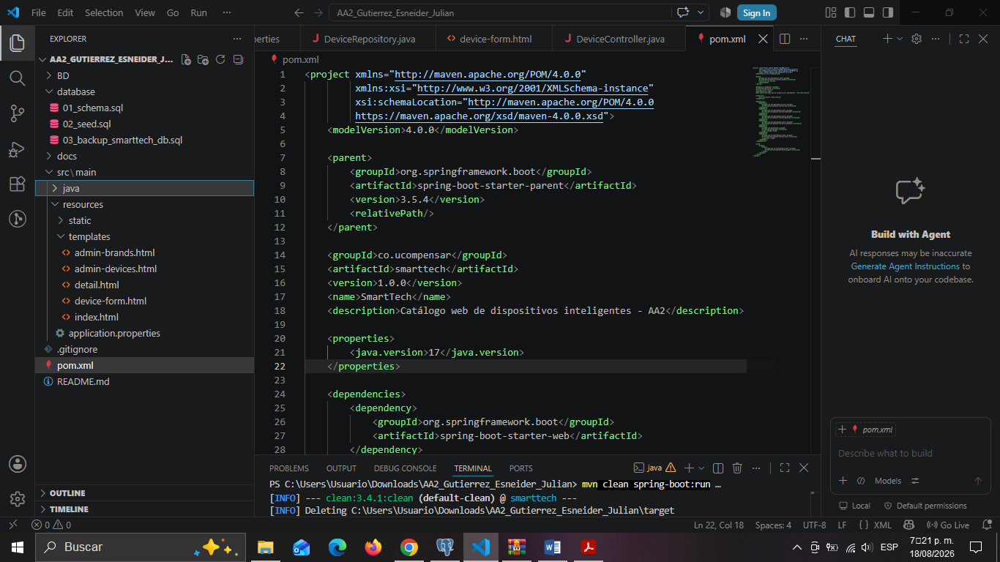 File Edit Selection View Go Run ··· AA2_Gutierrez_Esneider_Julian Sign In
EXPLORER
AA2_GUTIERREZ_ESNEIDER_J...
BD
database
01_schema.sql
02_seed.sql
03_backup_smarttech_db.sql
docs
src\main
java
resources
static
templates
admin-brands.html
admin-devices.html
detail.html
device-form.html
index.html
application.properties
.gitignore
pom.xml
README.md
OUTLINE
TIMELINE
perties DeviceRepository.java device-form.html DeviceController.java pom.xml
pom.xml
1 <project xmlns="http://maven.apache.org/POM/4.0.0"
2 xmlns:xsi="http://www.w3.org/2001/XMLSchema-instance"
3 xsi:schemaLocation="http://maven.apache.org/POM/4.0.0
4 https://maven.apache.org/xsd/maven-4.0.0.xsd">
5 <modelVersion>4.0.0</modelVersion>
6
7 <parent>
8 <groupId>org.springframework.boot</groupId>
9 <artifactId>spring-boot-starter-parent</artifactId>
10 <version>3.5.4</version>
11 <relativePath/>
12 </parent>
13
14 <groupId>co.ucompensar</groupId>
15 <artifactId>smarttech</artifactId>
16 <version>1.0.0</version>
17 <name>SmartTech</name>
18 <description>Catálogo web de dispositivos inteligentes - AA2</description>
19
20 <properties>
21 <java.version>17</java.version>
22 </properties>
23
24 <dependencies>
25 <dependency>
26 <groupId>org.springframework.boot</groupId>
27 <artifactId>spring-boot-starter-web</artifactId>
28 </dependency>
PROBLEMS OUTPUT DEBUG CONSOLE TERMINAL PORTS java
PS C:\Users\Usuario\Downloads\AA2_Gutierrez_Esneider_Julian> mvn clean spring-boot:run …
[INFO] --- clean:3.4.1:clean (default-clean) @ smarttech ---
[INFO] Deleting C:\Users\Usuario\Downloads\AA2_Gutierrez_Esneider_Julian\target
CHAT
Build with Agent
AI responses may be inaccurate
Generate Agent Instructions to
onboard AI onto your codebase.
pom.xml
Describe what to build
Models
Local Default permissions
0 0 Ln 22, Col 18 Spaces: 4 UTF-8 LF { } XML Go Live
Buscar ESP 7:21 p. m.
18/08/2026